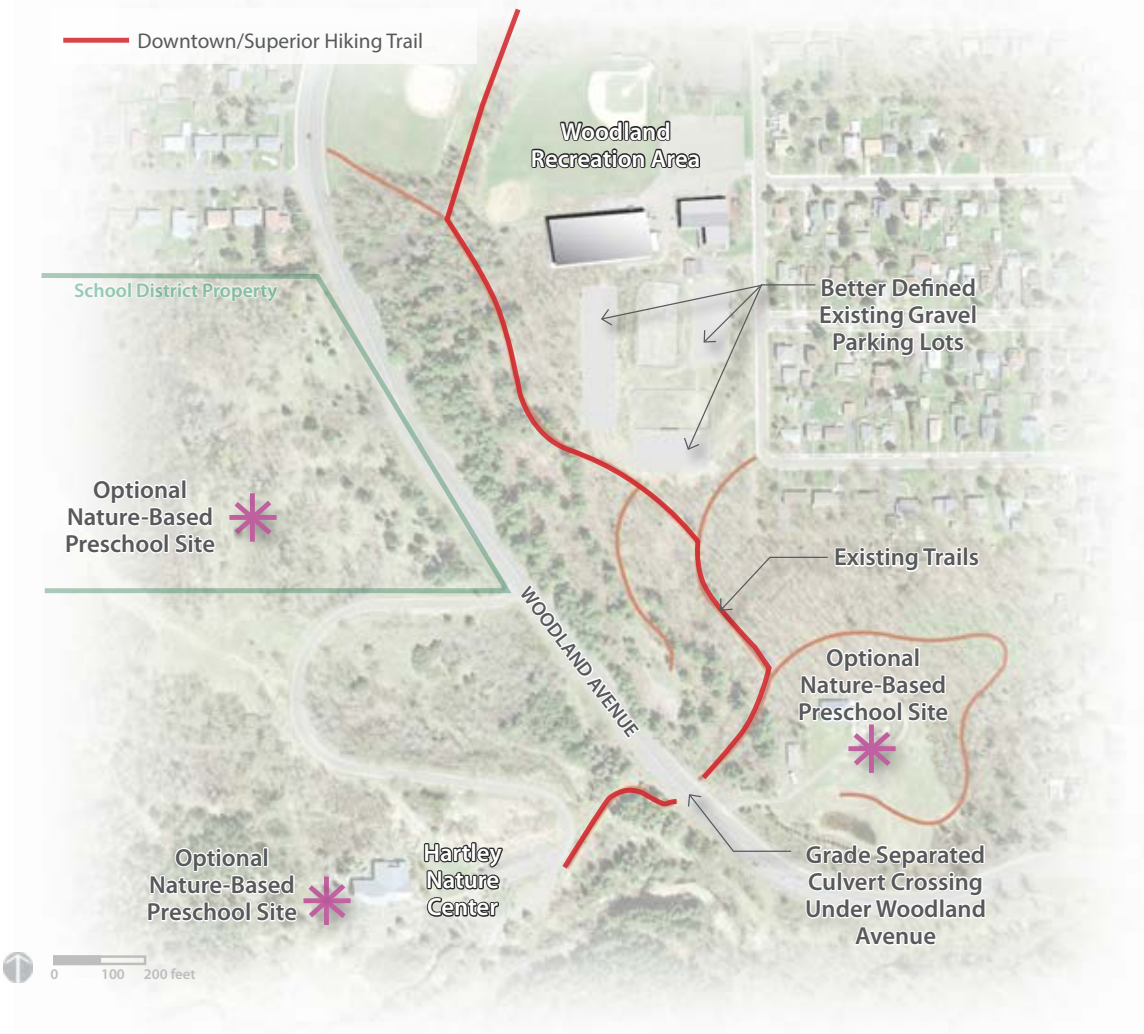 Downtown/Superior Hiking Trail
Woodland
Recreation Area
School District Property
Better Defined
Existing Gravel
Parking Lots
Optional
Nature-Based
Preschool Site
WOODLAND AVENUE
Existing Trails
Optional
Nature-Based
Preschool Site
Optional
Nature-Based
Preschool Site
Hartley
Nature
Center
Grade Separated
Culvert Crossing
Under Woodland
Avenue
0 100 200 feet